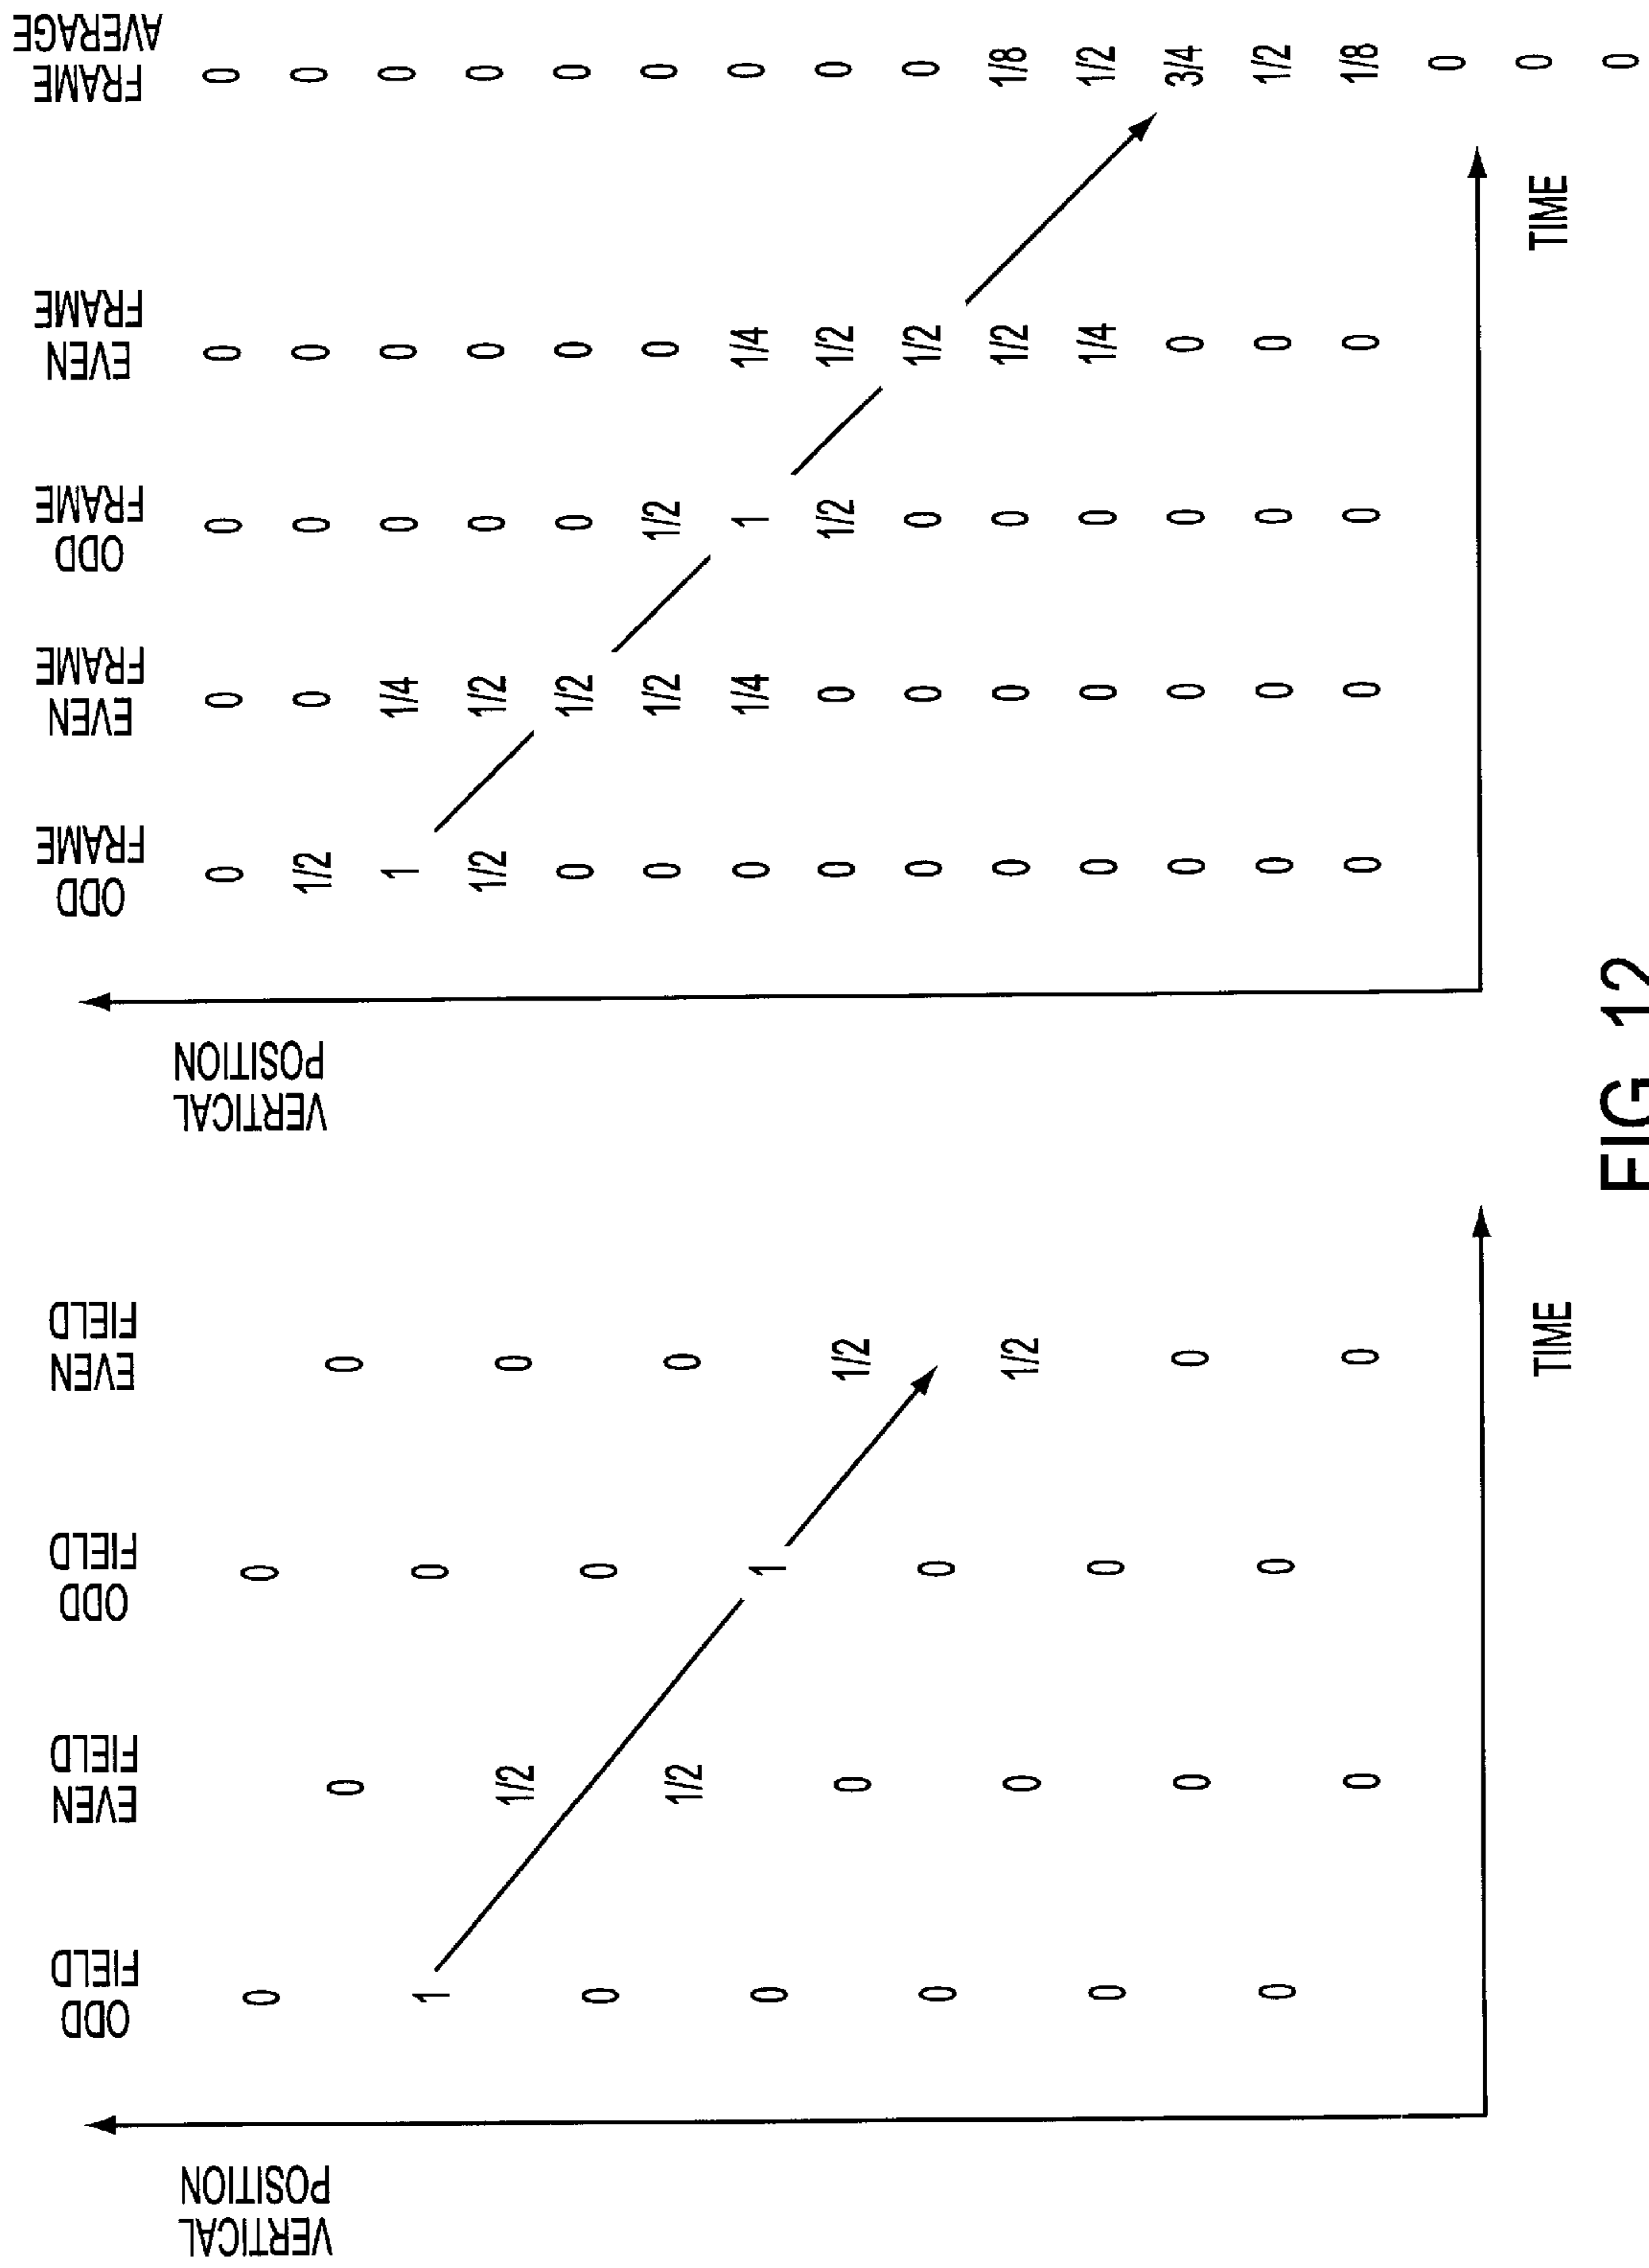 VERTICAL
POSITION
ODD
FIELD
EVEN
FIELD
ODD
FIELD
EVEN
FIELD
0 0
0 0
1 0
1/2 0
0 0
1/2 0
0 1
0 1/2
0 0
0 1/2
0 0
0 0
0 0
0 0
TIME
VERTICAL
POSITION
ODD
FRAME
EVEN
FRAME
ODD
FRAME
EVEN
FRAME
FRAME
AVERAGE
0 0 0 0 0
1/2 0 0 0 0
1 1/4 0 0 0
1/2 1/2 0 0 0
0 1/2 0 0 0
0 1/2 1/2 0 0
0 1/4 1 1/4 0
0 0 1/2 1/2 0
0 0 0 1/2 0
0 0 0 1/2 1/8
0 0 0 1/4 1/2
0 0 0 0 3/4
0 0 0 0 1/2
0 0 0 0 1/8
0
0
0
TIME
FIG 12